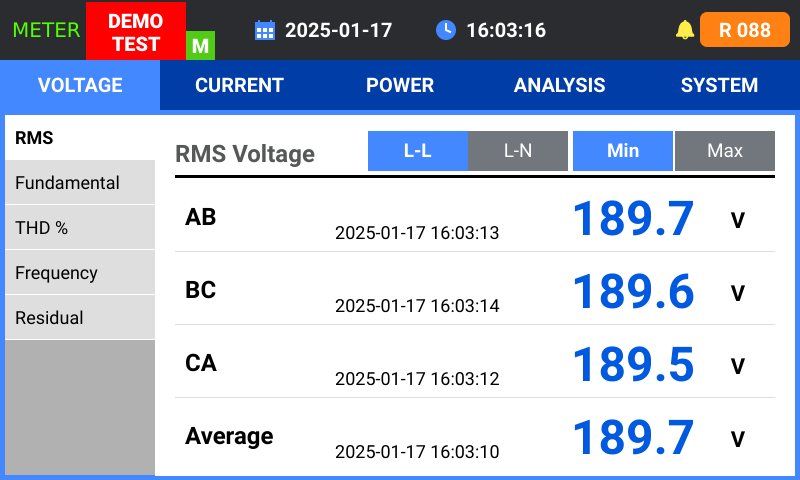 METER
DEMO
TEST
M
2025-01-17
16:03:16
R 088
VOLTAGE
CURRENT
POWER
ANALYSIS
SYSTEM
RMS
Fundamental
THD %
Frequency
Residual
RMS Voltage
L-L
L-N
Min
Max
AB
2025-01-17 16:03:13
189.7 V
BC
2025-01-17 16:03:14
189.6 V
CA
2025-01-17 16:03:12
189.5 V
Average
2025-01-17 16:03:10
189.7 V